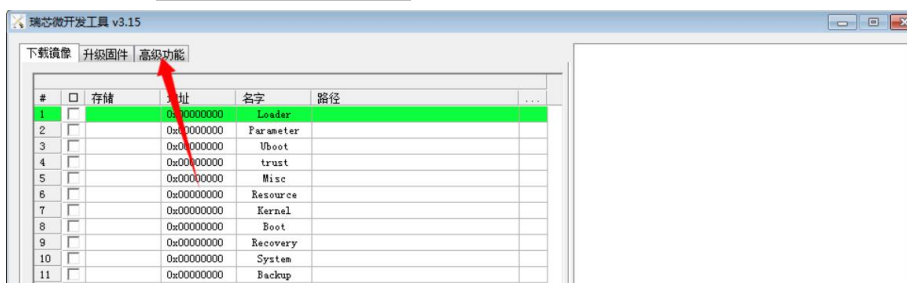 瑞芯微开发工具 v3.15
下载镜像 升级固件 高级功能
# 存储 地址 名字 路径 ...
1 0x00000000 Loader
2 0x00000000 Parameter
3 0x00000000 Uboot
4 0x00000000 trust
5 0x00000000 Misc
6 0x00000000 Resource
7 0x00000000 Kernel
8 0x00000000 Boot
9 0x00000000 Recovery
10 0x00000000 System
11 0x00000000 Backup